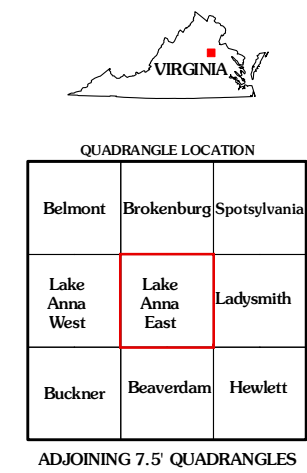 VIRGINIA
QUADRANGLE LOCATION
Belmont
Brokenburg
Spotsylvania
Lake
Anna
West
Lake
Anna
East
Ladysmith
Buckner
Beaverdam
Hewlett
ADJOINING 7.5' QUADRANGLES